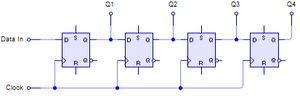 Q1 Q2 Q3 Q4
Data In
D S Q D S Q D S Q D S Q
R Q R Q R Q R Q
Clock